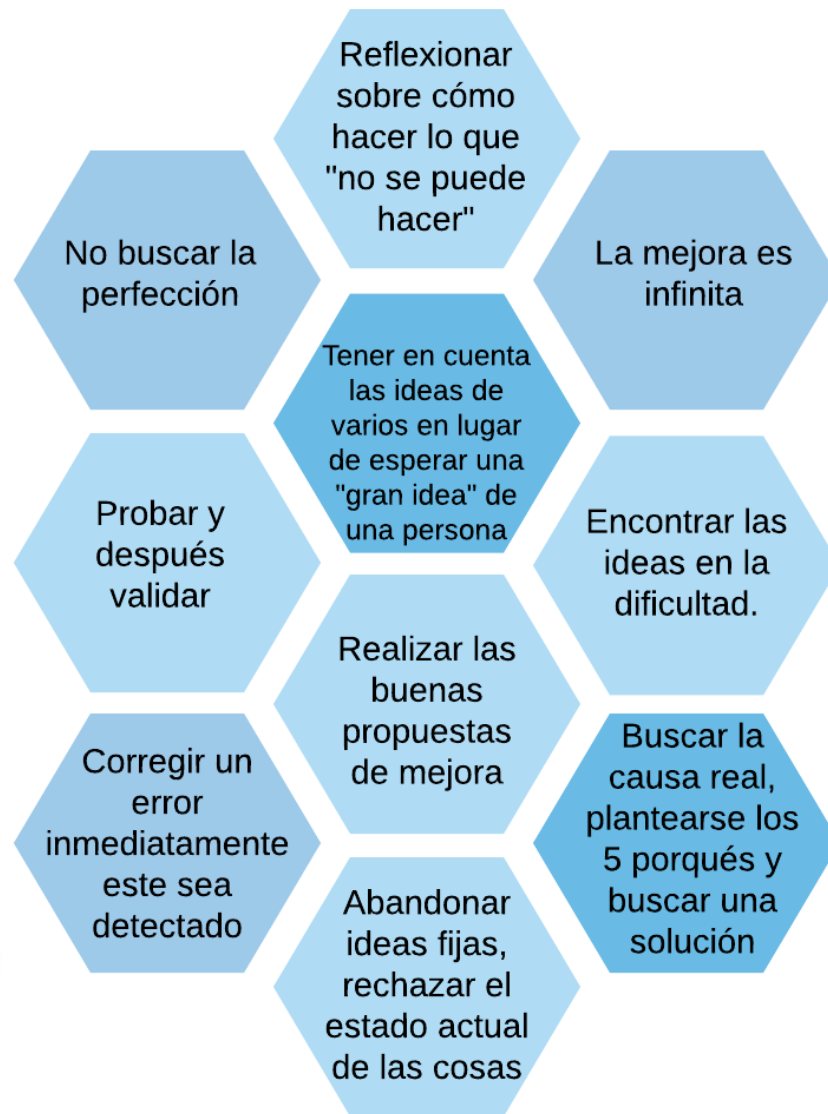 Reflexionar
sobre cómo
hacer lo que
"no se puede
hacer"
No buscar la
perfección
La mejora es
infinita
Tener en cuenta
las ideas de
varios en lugar
de esperar una
"gran idea" de
una persona
Probar y
después
validar
Encontrar las
ideas en la
dificultad.
Realizar las
buenas
propuestas
de mejora
Corregir un
error
inmediatamente
este sea
detectado
Buscar la
causa real,
plantearse los
5 porqués y
buscar una
solución
Abandonar
ideas fijas,
rechazar el
estado actual
de las cosas